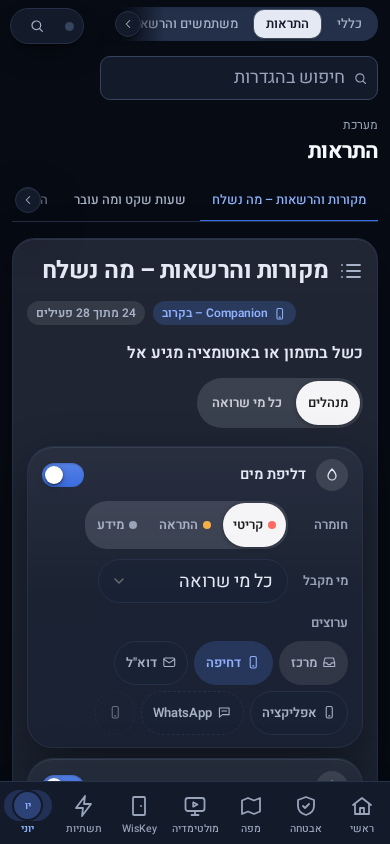 כללי התראות משתמשים והרשא
חיפוש בהגדרות
מערכת
התראות
מקורות והרשאות – מה נשלח שעות שקט ומה עובר ה
מקורות והרשאות – מה נשלח
Companion – בקרוב 24 מתוך 28 פעילים
כשל בתזמון או באוטומציה מגיע אל
מנהלים כל מי שרואה
דליפת מים
חומרה קריטי התראה מידע
מי מקבל כל מי שרואה
ערוצים
מרכז דחיפה דוא"ל
אפליקציה WhatsApp
ראשי אבטחה מפה מולטימדיה WisKey תשתיות יו יוני